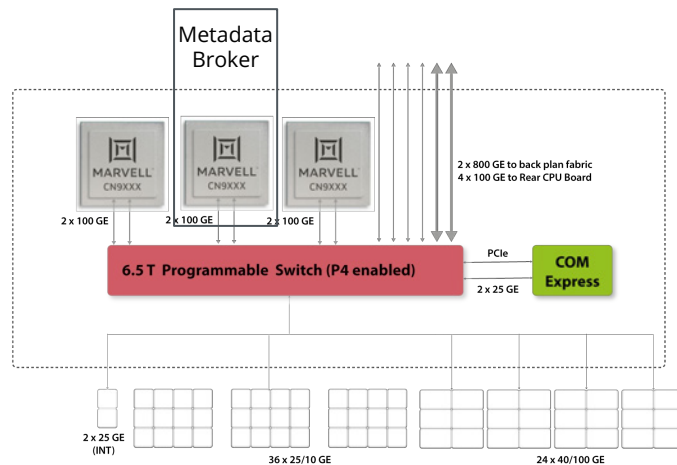 Metadata
Broker
MARVELL
CN9XXX
MARVELL
CN9XXX
MARVELL
CN9XXX
2 x 800 GE to back plan fabric
4 x 100 GE to Rear CPU Board
2 x 100 GE
2 x 100 GE
2 x 100 GE
6.5 T Programmable Switch (P4 enabled)
PCIe
2 x 25 GE
COM
Express
2 x 25 GE
(INT)
36 x 25/10 GE
24 x 40/100 GE